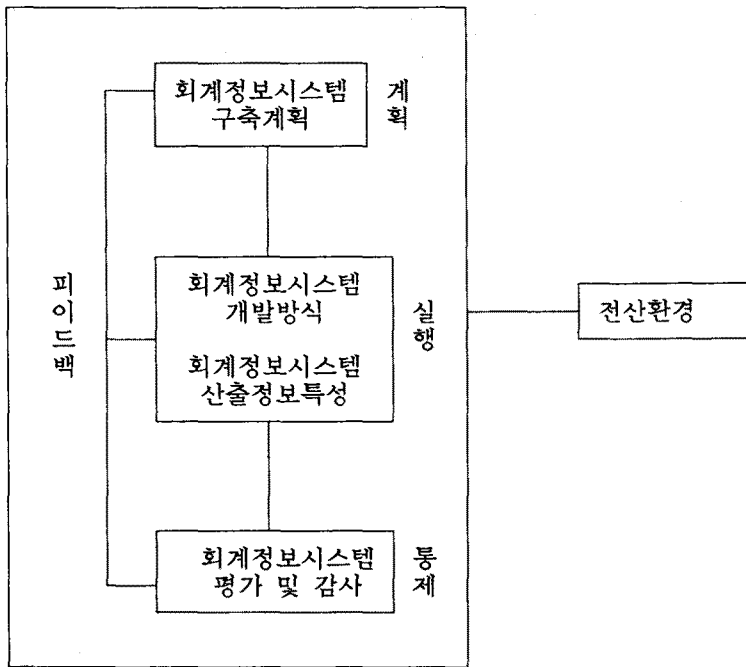 회계정보시스템
구축계획
계획
피이드백
회계정보시스템
개발방식
회계정보시스템
산출정보특성
실행
전산환경
회계정보시스템
평가 및 감사
통제